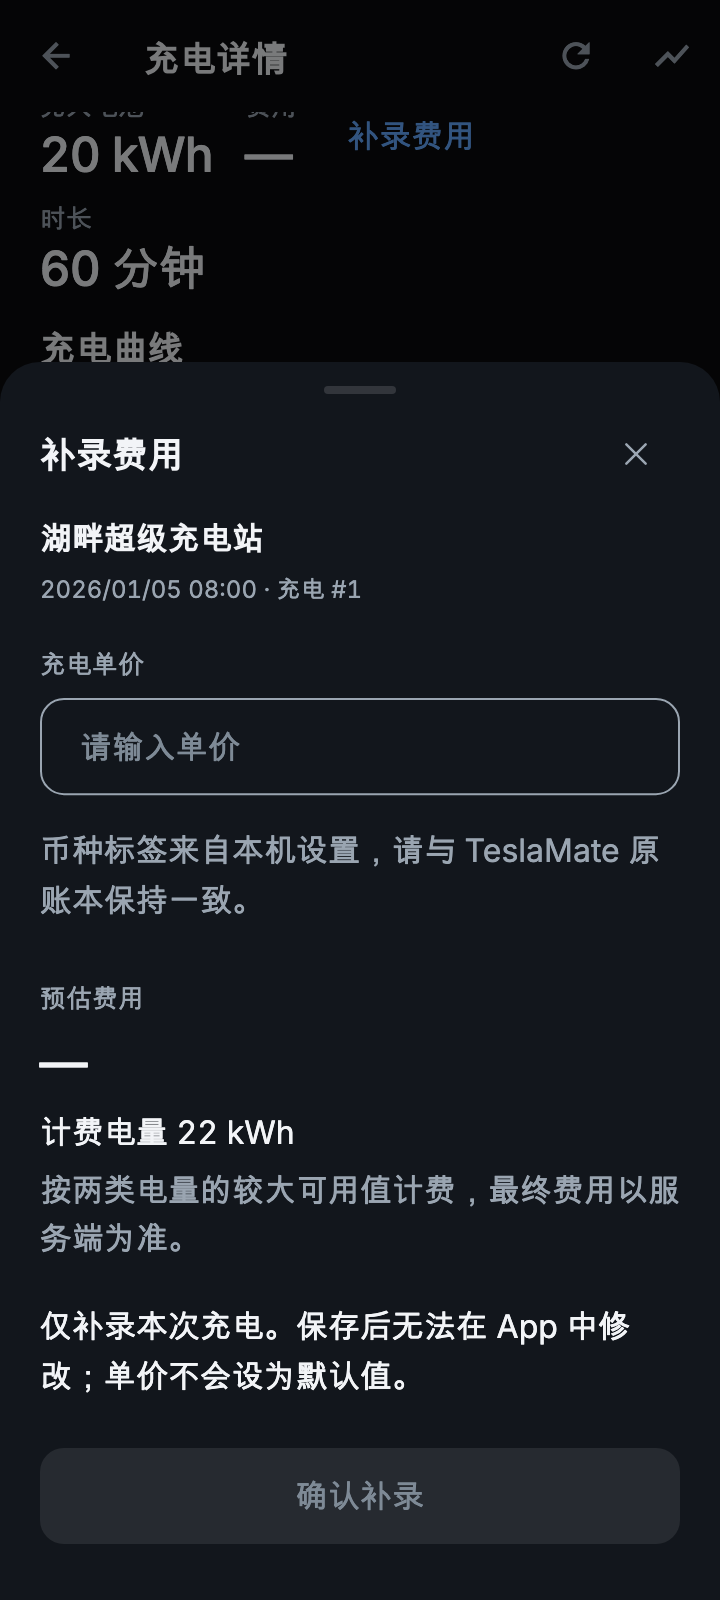 充电详情
20 kWh — 补录费用
时长
60 分钟
充电曲线
补录费用
湖畔超级充电站
2026/01/05 08:00 · 充电 #1
充电单价
请输入单价
币种标签来自本机设置，请与 TeslaMate 原
账本保持一致。
预估费用
—
计费电量 22 kWh
按两类电量的较大可用值计费，最终费用以服
务端为准。
仅补录本次充电。保存后无法在 App 中修
改；单价不会设为默认值。
确认补录